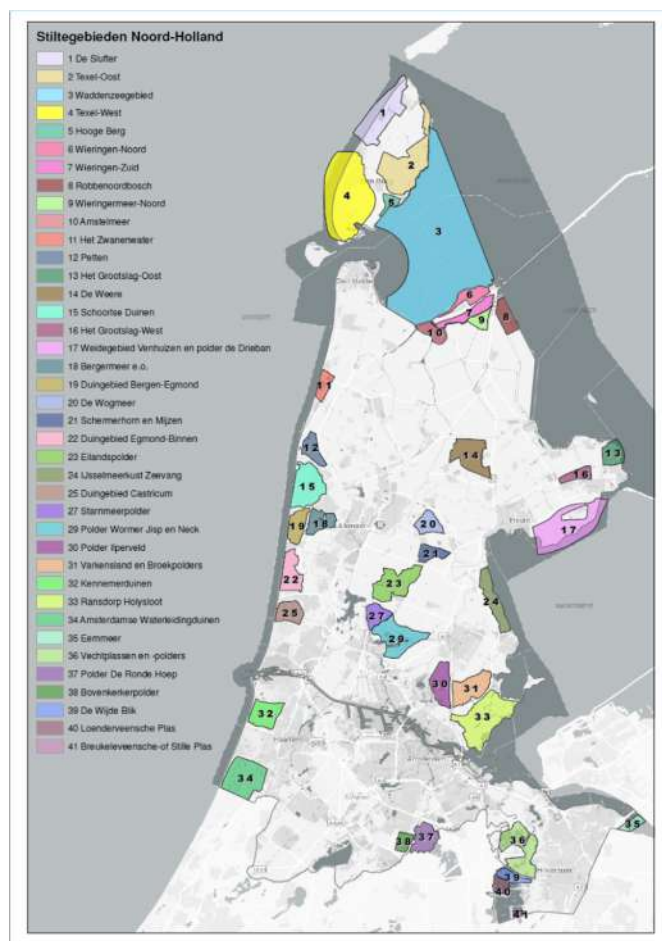 Stiltegebieden Noord-Holland
1 De Slufter
2 Texel-Oost
3 Waddenzeegebied
4 Texel-West
5 Hooge Berg
6 Wieringen-Noord
7 Wieringen-Zuid
8 Robbenoordbosch
9 Wieringermeer-Noord
10 Amstelmeer
11 Het Zwanenwater
12 Petten
13 Het Grootslag-Oost
14 De Weere
15 Schoorlse Duinen
16 Het Grootslag-West
17 Weidegebied Venhuizen en polder de Drieban
18 Bergermeer e.o.
19 Duingebied Bergen-Egmond
20 De Wogmeer
21 Schermerhorn en Mijzen
22 Duingebied Egmond-Binnen
23 Eilandspolder
24 IJsselmeerkust Zeevang
25 Duingebied Castricum
27 Starnmeerpolder
29 Polder Wormer Jisp en Neck
30 Polder Ilperveld
31 Varkensland en Broekpolders
32 Kennemerduinen
33 Ransdorp Holysloot
34 Amsterdamse Waterleidingduinen
35 Eemmeer
36 Vechtplassen en -polders
37 Polder De Ronde Hoep
38 Bovenkerkerpolder
39 De Wijde Blik
40 Loenderveensche Plas
41 Breukeleveensche-of Stille Plas
1
2
4
5
3
6
7
9
8
10
11
12
14
13
16
15
19
18
20
17
21
22
23
24
25
27
29
30
31
32
33
34
35
38
37
36
39
40
41